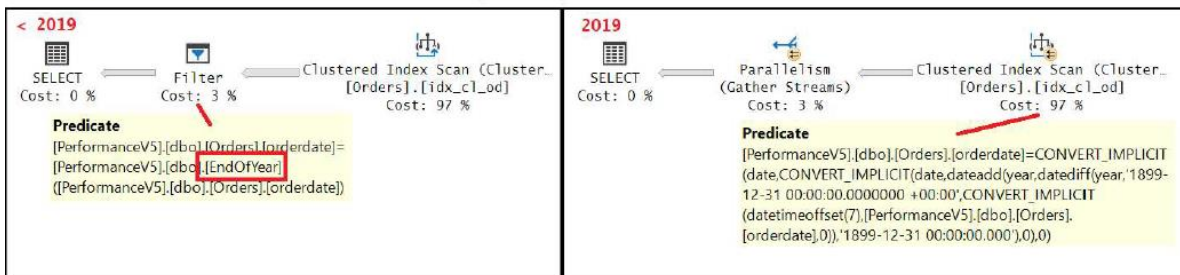 < 2019
SELECT
Cost: 0 %
Filter
Cost: 3 %
Clustered Index Scan (Cluster…
[Orders].[idx_cl_od]
Cost: 97 %
Predicate
[PerformanceV5].[dbo].[Orders].[orderdate]=
[PerformanceV5].[dbo].[EndOfYear]
([PerformanceV5].[dbo].[Orders].[orderdate])
2019
SELECT
Cost: 0 %
Parallelism
(Gather Streams)
Cost: 3 %
Clustered Index Scan (Cluster…
[Orders].[idx_cl_od]
Cost: 97 %
Predicate
[PerformanceV5].[dbo].[Orders].[orderdate]=CONVERT_IMPLICIT
(date,CONVERT_IMPLICIT(date,dateadd(year,datediff(year,'1899-
12-31 00:00:00.0000000 +00:00',CONVERT_IMPLICIT
(datetimeoffset(7),[PerformanceV5].[dbo].[Orders].
[orderdate],0)),'1899-12-31 00:00:00.000'),0),0)